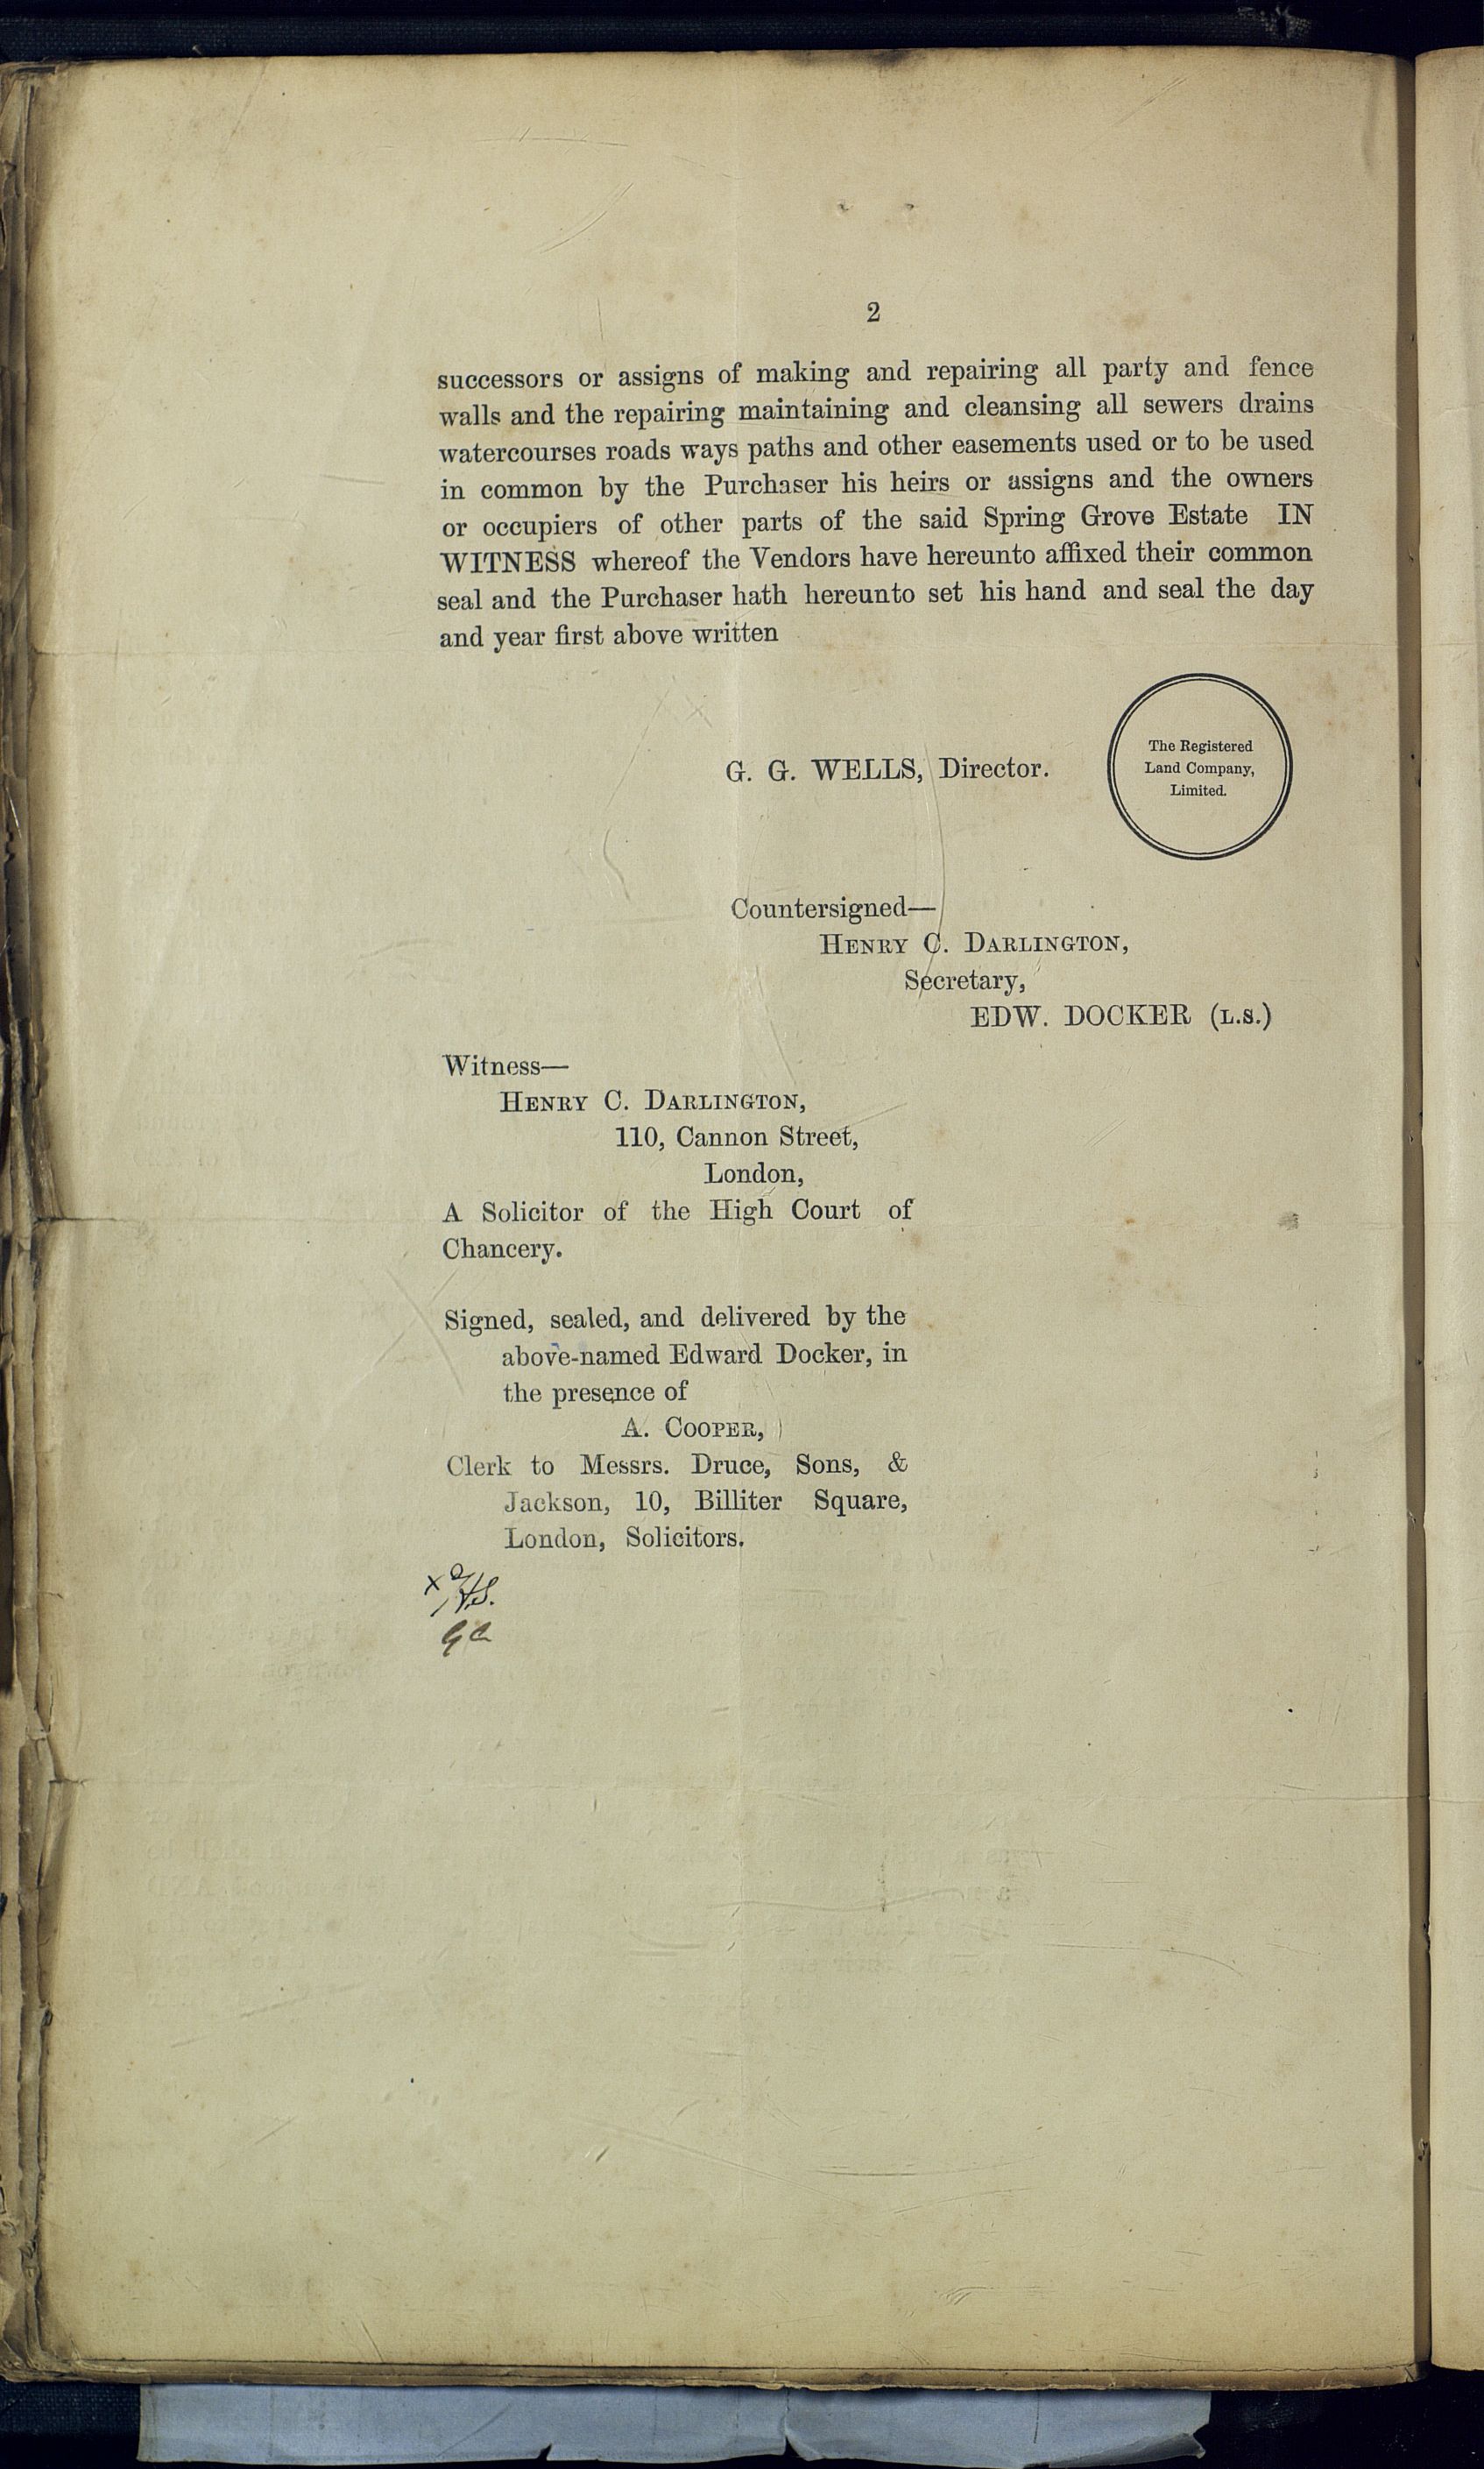 2
successors or assigns of making and repairing all party and fence
walls and the repairing maintaining and cleansing all sewers drains
watercourses roads ways paths and other easements used or to be used
in common by the Purchaser his heirs or assigns and the owners
or occupiers of other parts of the said Spring Grove Estate IN
WITNESS whereof the Vendors have hereunto affixed their common
seal and the Purchaser hath hereunto set his hand and seal the day
and year first above written
The Registered
Land Company,
Limited.
G. G. WELLS, Director.
Countersigned—
HENRY C. DARLINGTON,
Secretary,
EDW. DOCKER (L.S.)
Witness—
HENRY C. DARLINGTON,
110, Cannon Street,
London,
A Solicitor of the High Court of
Chancery.
Signed, sealed, and delivered by the
above-named Edward Docker, in
the presence of
A. COOPER,
Clerk to Messrs. Druce, Sons, &
Jackson, 10, Billiter Square,
London, Solicitors.